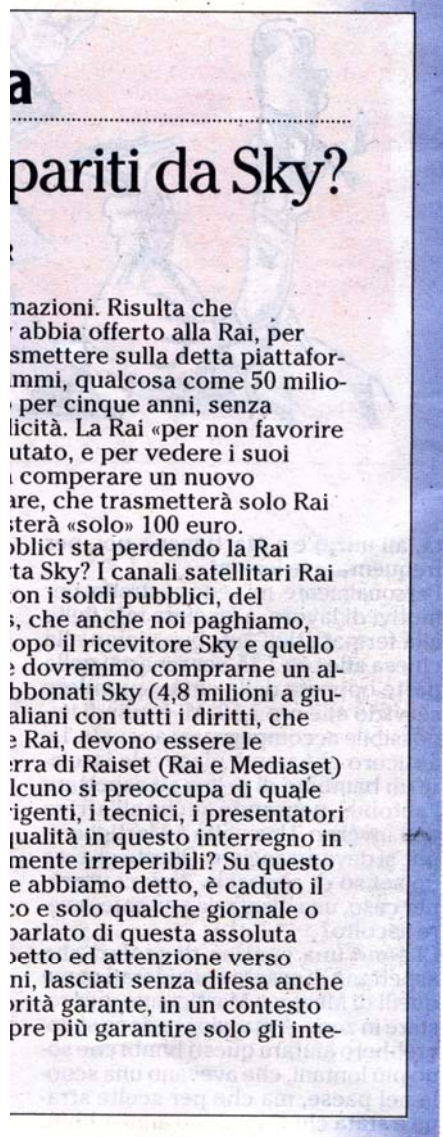 a
pariti da Sky?
R
mazioni. Risulta che
abbia offerto alla Rai, per
smettere sulla detta piattafor-
ammi, qualcosa come 50 milio-
per cinque anni, senza
licità. La Rai «per non favorire
utato, e per vedere i suoi
a comperare un nuovo
are, che trasmetterà solo Rai
sterà «solo» 100 euro.
bblici sta perdendo la Rai
rta Sky? I canali satellitari Rai
on i soldi pubblici, del
s, che anche noi paghiamo,
dopo il ricevitore Sky e quello
e dovremmo comprarne un al-
bbonati Sky (4,8 milioni a giu-
aliani con tutti i diritti, che
e Rai, devono essere le
erra di Raiset (Rai e Mediaset)
lcuno si preoccupa di quale
rigenti, i tecnici, i presentatori
qualità in questo interregno in
mente irreperibili? Su questo
e abbiamo detto, è caduto il
co e solo qualche giornale o
parlato di questa assoluta
petto ed attenzione verso
ni, lasciati senza difesa anche
orità garante, in un contesto
pre più garantire solo gli inte-